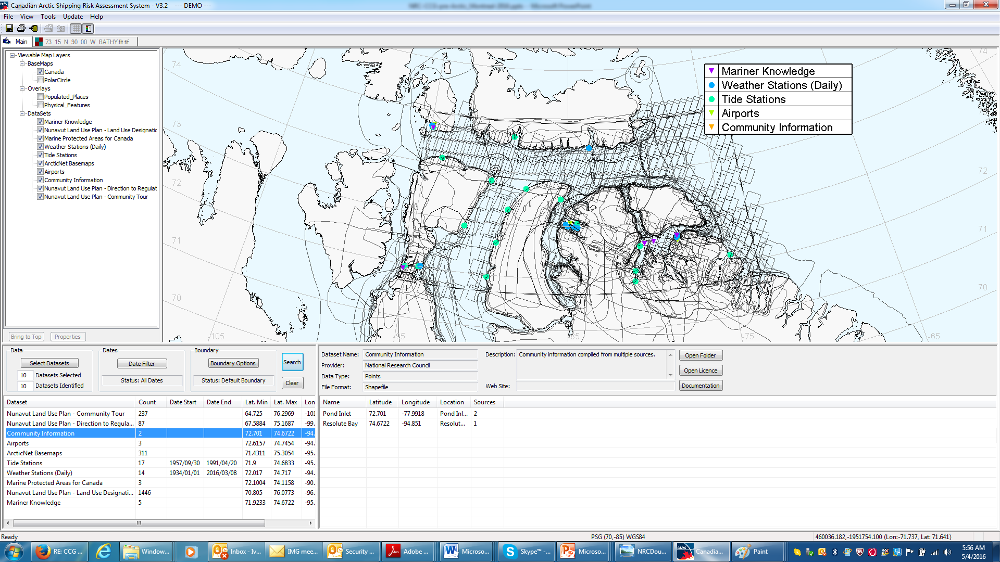 Canadian Arctic Shipping Risk Assessment System - V3.2    --- DEMO ---
File View Tools Update Help
Main 73_15_N_90_00_W_BATHY.flt.tif
Viewable Map Layers
BaseMaps
Canada
PolarCircle
Overlays
Populated_Places
Physical_Features
DataSets
Mariner Knowledge
Nunavut Land Use Plan - Land Use Designatic
Marine Protected Areas for Canada
Weather Stations (Daily)
Tide Stations
ArcticNet Basemaps
Airports
Community Information
Nunavut Land Use Plan - Direction to Regulat
Nunavut Land Use Plan - Community Tour
Bring to Top Properties
74 74
73
72 72
71 71
70 70
-105 -95 -85 -75 -65
Mariner Knowledge
Weather Stations (Daily)
Tide Stations
Airports
Community Information
Data Dates Boundary
Select Datasets Date Filter Boundary Options Search
10 Datasets Selected
10 Datasets Identified
Status: All Dates Status: Default Boundary Clear
Dataset Name: Community Information
Provider: National Research Council
Data Type: Points
File Format: Shapefile
Description: Community information compiled from multiple sources.
Web Site:
Open Folder
Open Licence
Documentation
Dataset Count Date Start Date End Lat. Min Lat. Max Lon
Nunavut Land Use Plan - Community Tour 237 64.725 76.2969 -101
Nunavut Land Use Plan - Direction to Regula... 87 67.5884 75.1687 -99.
Community Information 2 72.701 74.6722 -94.
Airports 3 72.6157 74.7454 -94.
ArcticNet Basemaps 311 71.4311 75.3054 -95.
Tide Stations 17 1957/09/30 1991/04/20 71.9 74.6833 -95.
Weather Stations (Daily) 14 1934/01/01 2016/03/08 72.017 74.717 -94.
Marine Protected Areas for Canada 3 72.1004 74.1158 -90.
Nunavut Land Use Plan - Land Use Designati... 1446 70.805 76.0773 -96.
Mariner Knowledge 5 71.9233 74.6722 -95.
Name Latitude Longitude Location Sources
Pond Inlet 72.701 -77.9918 Pond Inl... 2
Resolute Bay 74.6722 -94.851 Resolut... 1
Ready PSG (70,-85) WGS84 460036.182,-1951754.100 (Lon:-71.737, Lat: 71.641)
RE: CCG ... Window... Inbox - Iv... IMG mee... Security ... Adobe ... Microso... Skype™ -... Microso... NRCDou... Canadia... Paint
5:56 AM
5/4/2016